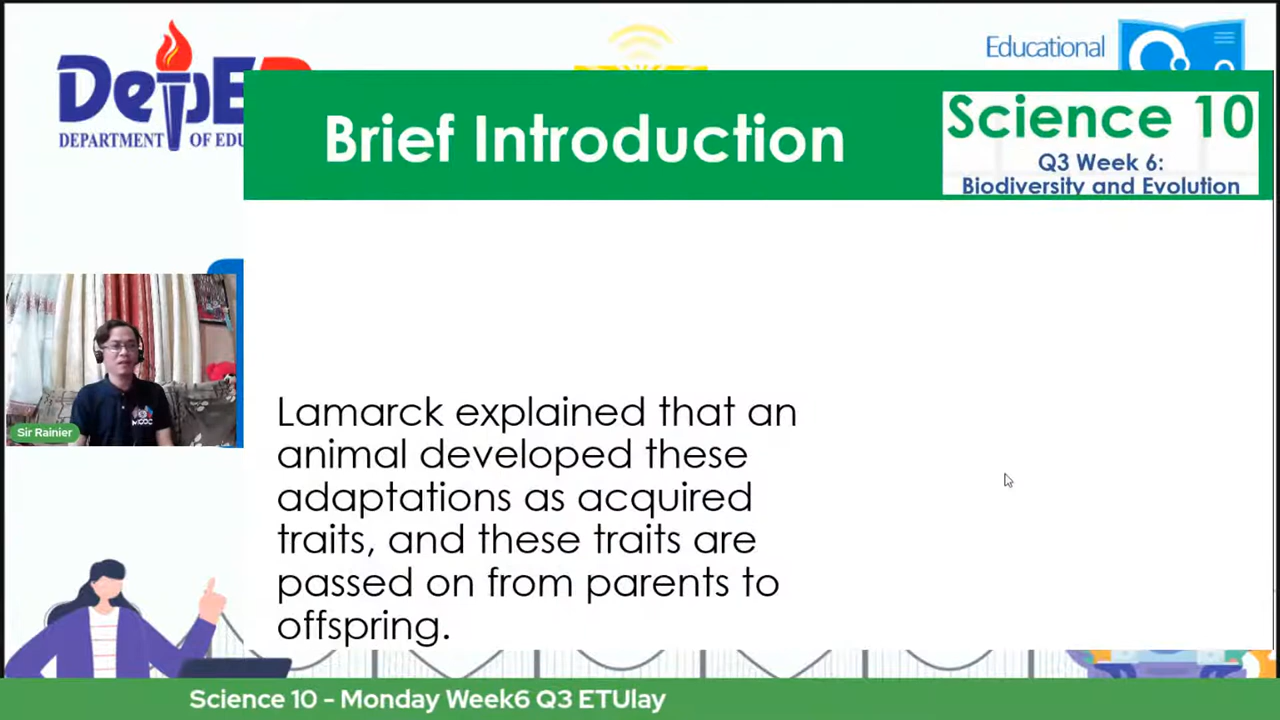 DepE
DEPARTMENT OF EDU
Educational
Brief Introduction
Science 10
Q3 Week 6:
Biodiversity and Evolution
Lamarck explained that an
animal developed these
adaptations as acquired
traits, and these traits are
passed on from parents to
offspring.
Sir Rainier
Science 10 - Monday Week6 Q3 ETUlay